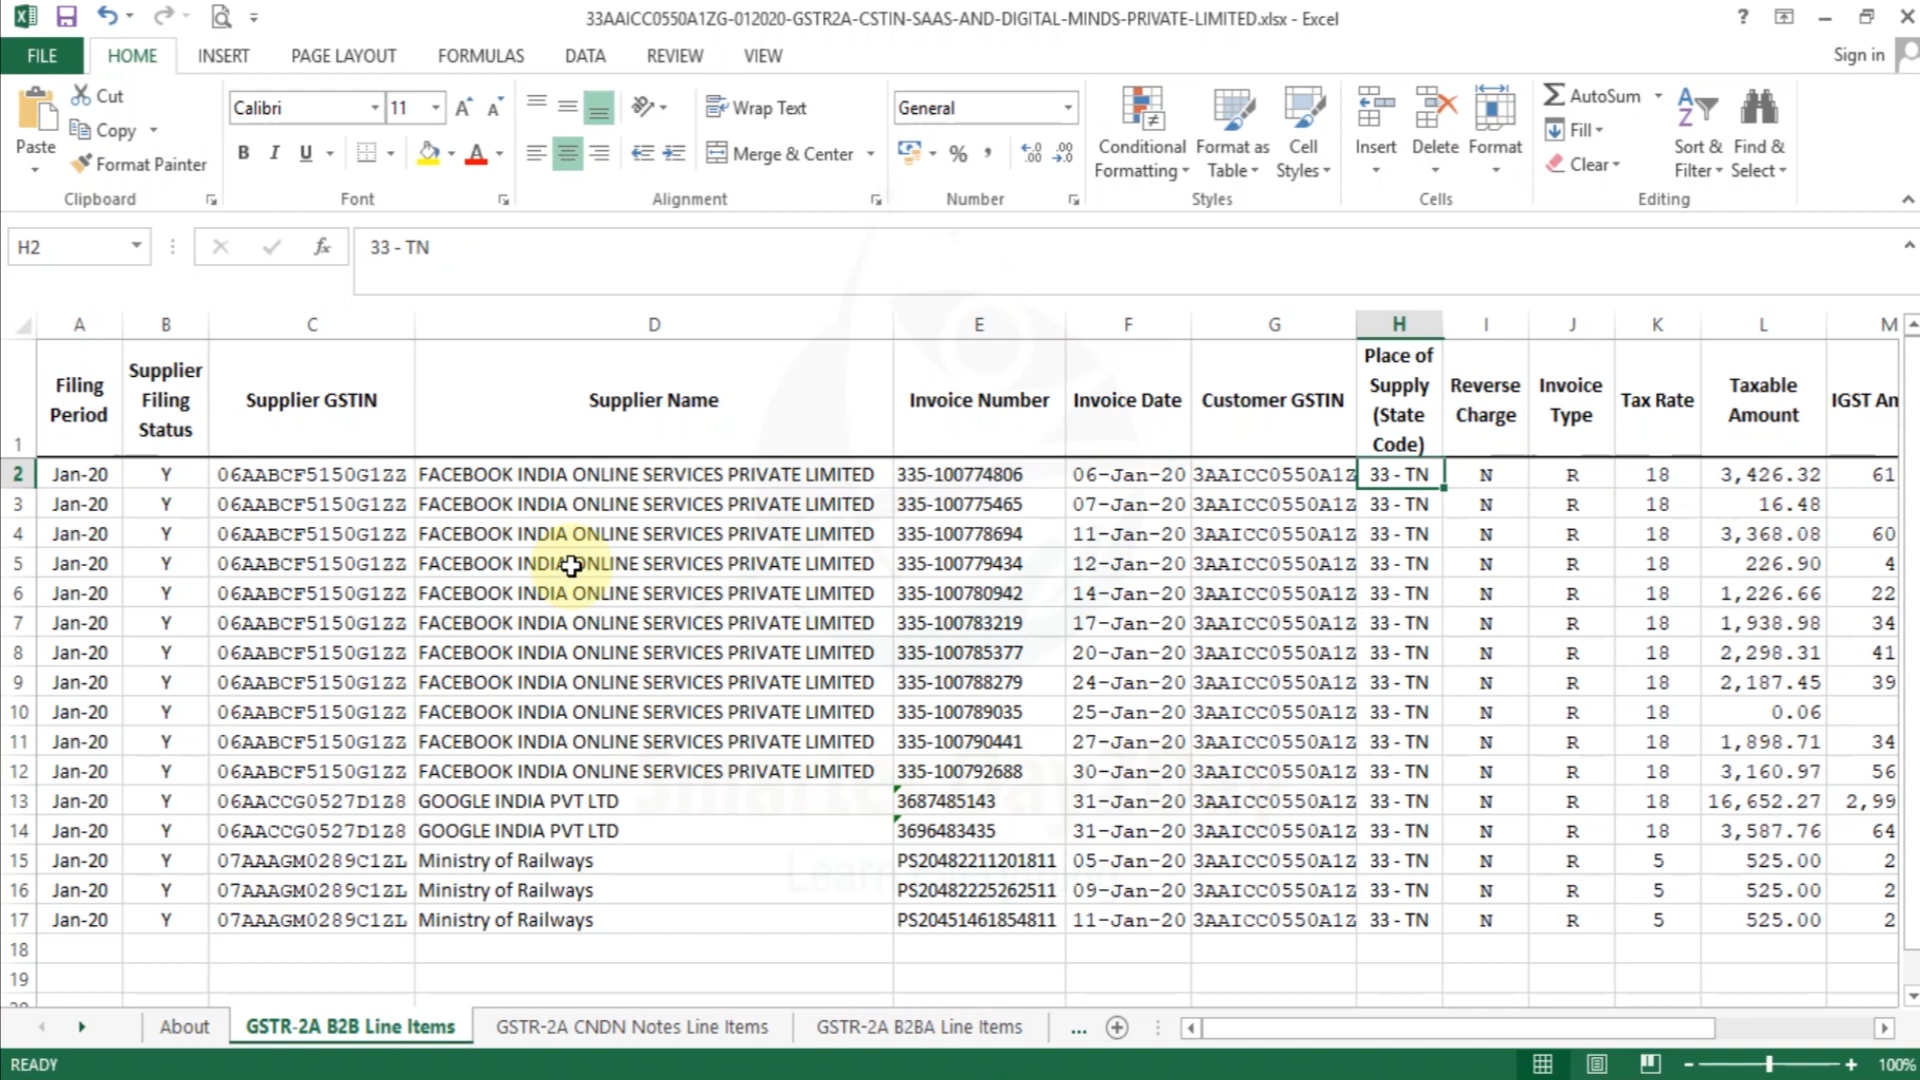 33AAICC0550A1ZG-012020-GSTR2A-CSTIN-SAAS-AND-DIGITAL-MINDS-PRIVATE-LIMITED.xlsx - Excel
FILE HOME INSERT PAGE LAYOUT FORMULAS DATA REVIEW VIEW Sign in
Paste Cut Copy Format Painter
Clipboard
Calibri 11
B I U
Font
Wrap Text
Merge & Center
Alignment
General
%
Number
Conditional Formatting Format as Table Cell Styles
Styles
Insert Delete Format
Cells
AutoSum
Fill
Clear
Sort & Filter Find & Select
Editing
H2 fx 33 - TN
A B C D E F G H I J K L M
1 Filing Period Supplier Filing Status Supplier GSTIN Supplier Name Invoice Number Invoice Date Customer GSTIN Place of Supply (State Code) Reverse Charge Invoice Type Tax Rate Taxable Amount IGST Am
2 Jan-20 Y 06AABCF5150G1ZZ FACEBOOK INDIA ONLINE SERVICES PRIVATE LIMITED 335-100774806 06-Jan-20 3AAICC0550A1Z 33 - TN N R 18 3,426.32 61
3 Jan-20 Y 06AABCF5150G1ZZ FACEBOOK INDIA ONLINE SERVICES PRIVATE LIMITED 335-100775465 07-Jan-20 3AAICC0550A1Z 33 - TN N R 18 16.48
4 Jan-20 Y 06AABCF5150G1ZZ FACEBOOK INDIA ONLINE SERVICES PRIVATE LIMITED 335-100778694 11-Jan-20 3AAICC0550A1Z 33 - TN N R 18 3,368.08 60
5 Jan-20 Y 06AABCF5150G1ZZ FACEBOOK INDIA ONLINE SERVICES PRIVATE LIMITED 335-100779434 12-Jan-20 3AAICC0550A1Z 33 - TN N R 18 226.90 4
6 Jan-20 Y 06AABCF5150G1ZZ FACEBOOK INDIA ONLINE SERVICES PRIVATE LIMITED 335-100780942 14-Jan-20 3AAICC0550A1Z 33 - TN N R 18 1,226.66 22
7 Jan-20 Y 06AABCF5150G1ZZ FACEBOOK INDIA ONLINE SERVICES PRIVATE LIMITED 335-100783219 17-Jan-20 3AAICC0550A1Z 33 - TN N R 18 1,938.98 34
8 Jan-20 Y 06AABCF5150G1ZZ FACEBOOK INDIA ONLINE SERVICES PRIVATE LIMITED 335-100785377 20-Jan-20 3AAICC0550A1Z 33 - TN N R 18 2,298.31 41
9 Jan-20 Y 06AABCF5150G1ZZ FACEBOOK INDIA ONLINE SERVICES PRIVATE LIMITED 335-100788279 24-Jan-20 3AAICC0550A1Z 33 - TN N R 18 2,187.45 39
10 Jan-20 Y 06AABCF5150G1ZZ FACEBOOK INDIA ONLINE SERVICES PRIVATE LIMITED 335-100789035 25-Jan-20 3AAICC0550A1Z 33 - TN N R 18 0.06
11 Jan-20 Y 06AABCF5150G1ZZ FACEBOOK INDIA ONLINE SERVICES PRIVATE LIMITED 335-100790441 27-Jan-20 3AAICC0550A1Z 33 - TN N R 18 1,898.71 34
12 Jan-20 Y 06AABCF5150G1ZZ FACEBOOK INDIA ONLINE SERVICES PRIVATE LIMITED 335-100792688 30-Jan-20 3AAICC0550A1Z 33 - TN N R 18 3,160.97 56
13 Jan-20 Y 06AACCG0527D1Z8 GOOGLE INDIA PVT LTD 3687485143 31-Jan-20 3AAICC0550A1Z 33 - TN N R 18 16,652.27 2,99
14 Jan-20 Y 06AACCG0527D1Z8 GOOGLE INDIA PVT LTD 3696483435 31-Jan-20 3AAICC0550A1Z 33 - TN N R 18 3,587.76 64
15 Jan-20 Y 07AAAGM0289C1ZL Ministry of Railways PS20482211201811 05-Jan-20 3AAICC0550A1Z 33 - TN N R 5 525.00 2
16 Jan-20 Y 07AAAGM0289C1ZL Ministry of Railways PS20482225262511 09-Jan-20 3AAICC0550A1Z 33 - TN N R 5 525.00 2
17 Jan-20 Y 07AAAGM0289C1ZL Ministry of Railways PS20451461854811 11-Jan-20 3AAICC0550A1Z 33 - TN N R 5 525.00 2
18
19
About GSTR-2A B2B Line Items GSTR-2A CNDN Notes Line Items GSTR-2A B2BA Line Items ...
READY 100%